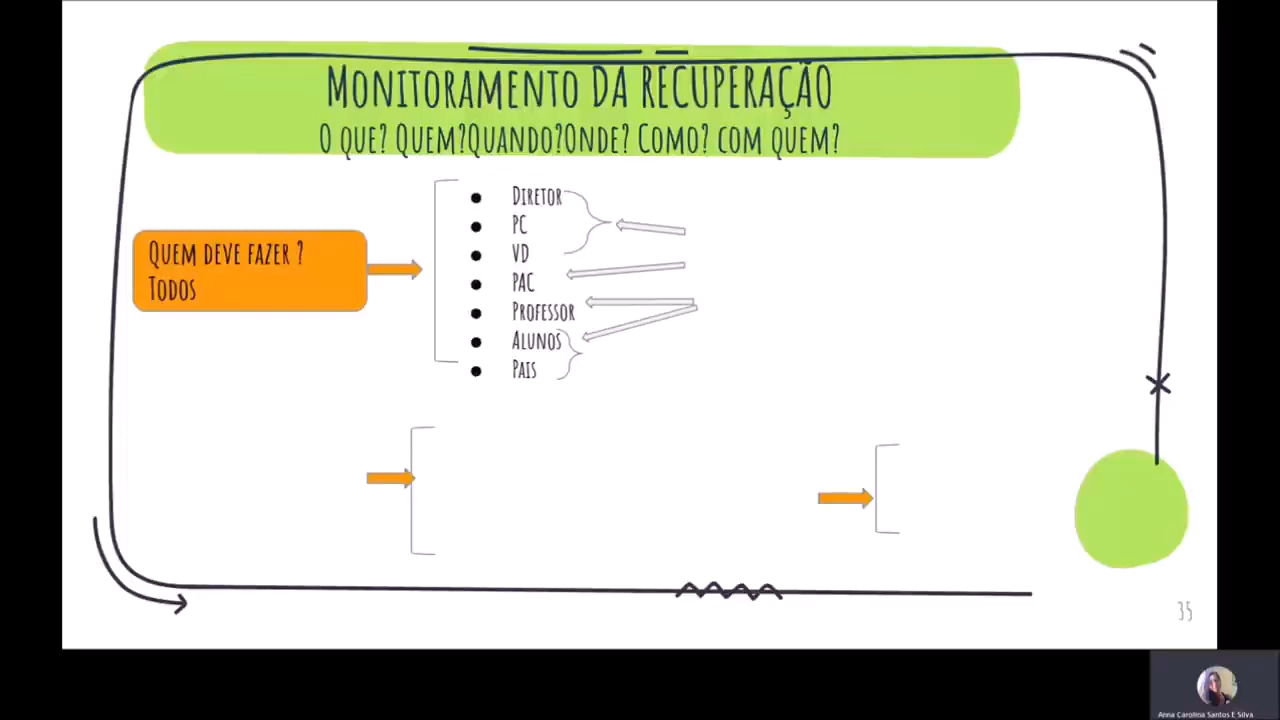 Monitoramento DA RECUPERAÇÃO
O que? Quem?Quando?Onde? Como? com quem?
Quem deve fazer ?
Todos
● Diretor
● PC
● VD
● PAC
● Professor
● Alunos
● Pais
35
Anna Carolina Santos E Silva